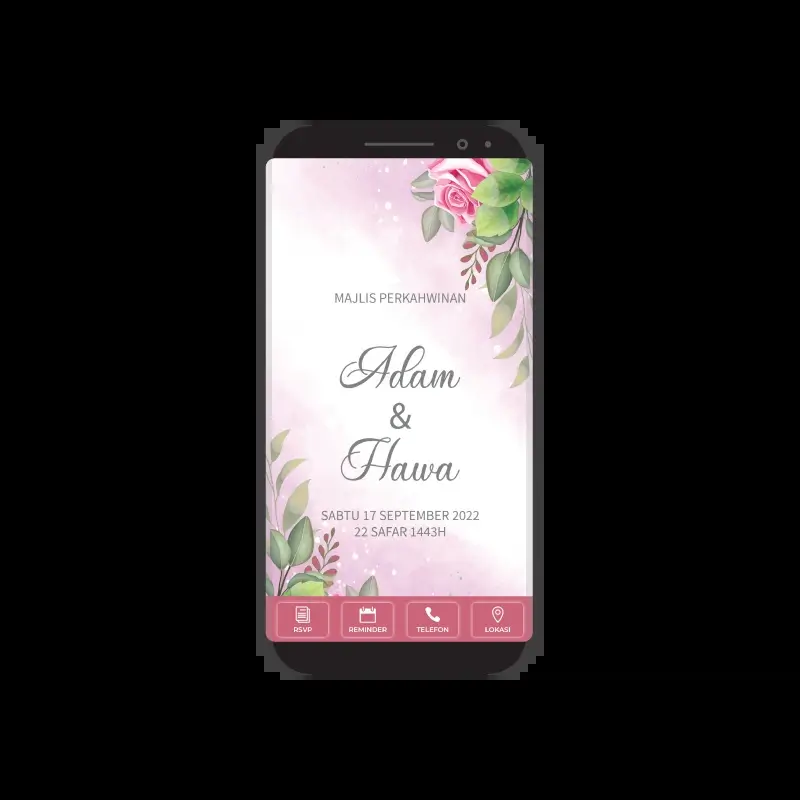 MAJLIS PERKAHWINAN
Adam
&
Hawa
SABTU 17 SEPTEMBER 2022
22 SAFAR 1443H
RSVP REMINDER TELEFON LOKASI